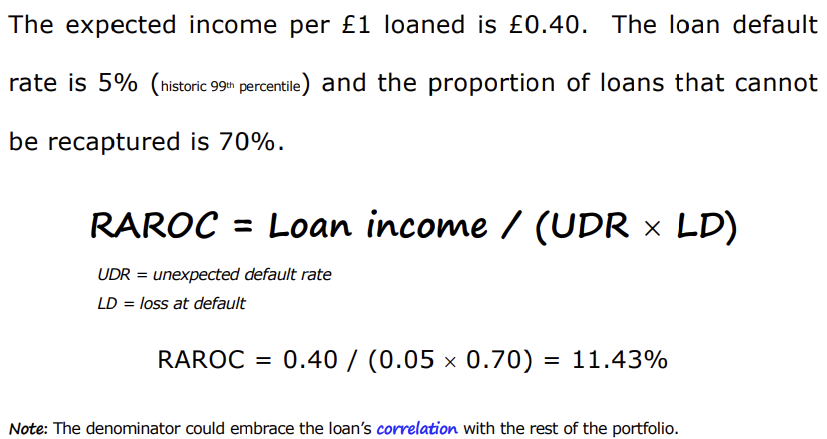 The expected income per £1 loaned is £0.40. The loan default
rate is 5% (historic 99th percentile) and the proportion of loans that cannot
be recaptured is 70%.
RAROC = Loan income / (UDR × LD)
UDR = unexpected default rate
LD = loss at default
RAROC = 0.40 / (0.05 × 0.70) = 11.43%
Note: The denominator could embrace the loan’s correlation with the rest of the portfolio.